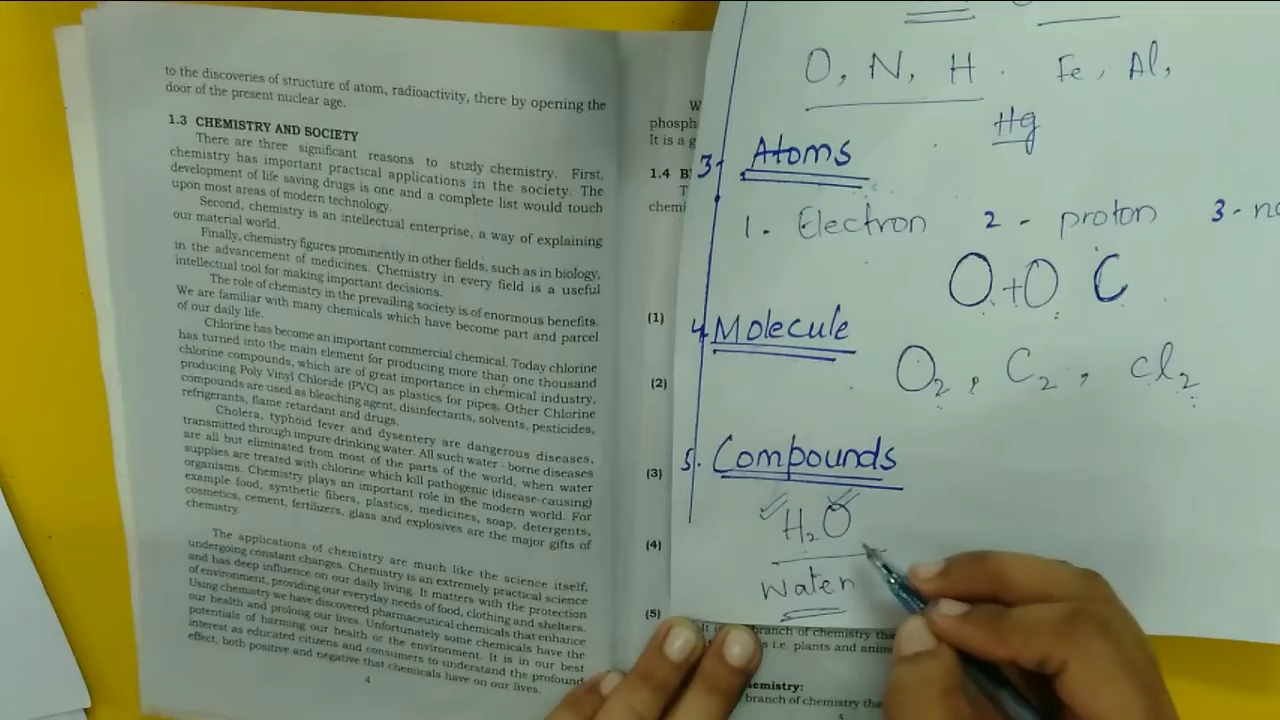 to the discoveries of structure of atom, radioactivity, there by opening the
door of the present nuclear age.
1.3 CHEMISTRY AND SOCIETY
There are three significant reasons to study chemistry. First,
chemistry has important practical applications in the society. The
development of life saving drugs is one and a complete list would touch
upon most areas of modern technology.
Second, chemistry is an intellectual enterprise, a way of explaining
our material world.
Finally, chemistry figures prominently in other fields, such as in biology,
in the advancement of medicines. Chemistry in every field is a useful
intellectual tool for making important decisions.
The role of chemistry in the prevailing society is of enormous benefits.
We are familiar with many chemicals which have become part and parcel
of our daily life.
Chlorine has become an important commercial chemical. Today chlorine
has turned into the main element for producing more than one thousand
chlorine compounds, which are of great importance in chemical industry,
producing Poly Vinyl Chloride (PVC) as plastics for pipes. Other Chlorine
compounds are used as bleaching agent, disinfectants, solvents, pesticides,
refrigerants, flame retardant and drugs.
Cholera, typhoid fever and dysentery are dangerous diseases,
transmitted through impure drinking water. All such water - borne diseases
are all but eliminated from most of the parts of the world, when water
supplies are treated with chlorine which kill pathogenic (disease-causing)
organisms. Chemistry plays an important role in the modern world. For
example food, synthetic fibers, plastics, medicines, soap, detergents,
cosmetics, cement, fertilizers, glass and explosives are the major gifts of
chemistry
The applications of chemistry are much like the science itself,
undergoing constant changes. Chemistry is an extremely practical science
and has deep influence on our daily living. It matters with the protection
of environment, providing our everyday needs of food, clothing and shelters.
Using chemistry we have discovered pharmaceutical chemicals that enhance
our health and prolong our lives. Unfortunately some chemicals have the
potentials of harming our health or the environment. It is in our best
interest as educated citizens and consumers to understand the profound
effect, both positive and negative that chemicals have on our lives.
4
W
phosph
It is a g
1.4 B
T
chemi
(1)
(2)
(3)
(4)
(5)
It i branch of chemistry tha
s i.e. plants and anim
emistry:
branch of chemistry tha
5
O, N, H . Fe, Al,
Hg
3- Atoms
1. Electron 2 - proton 3 - ne
O + O C
4. Molecule
O2, C2, Cl2
5. Compounds
H2O
Water